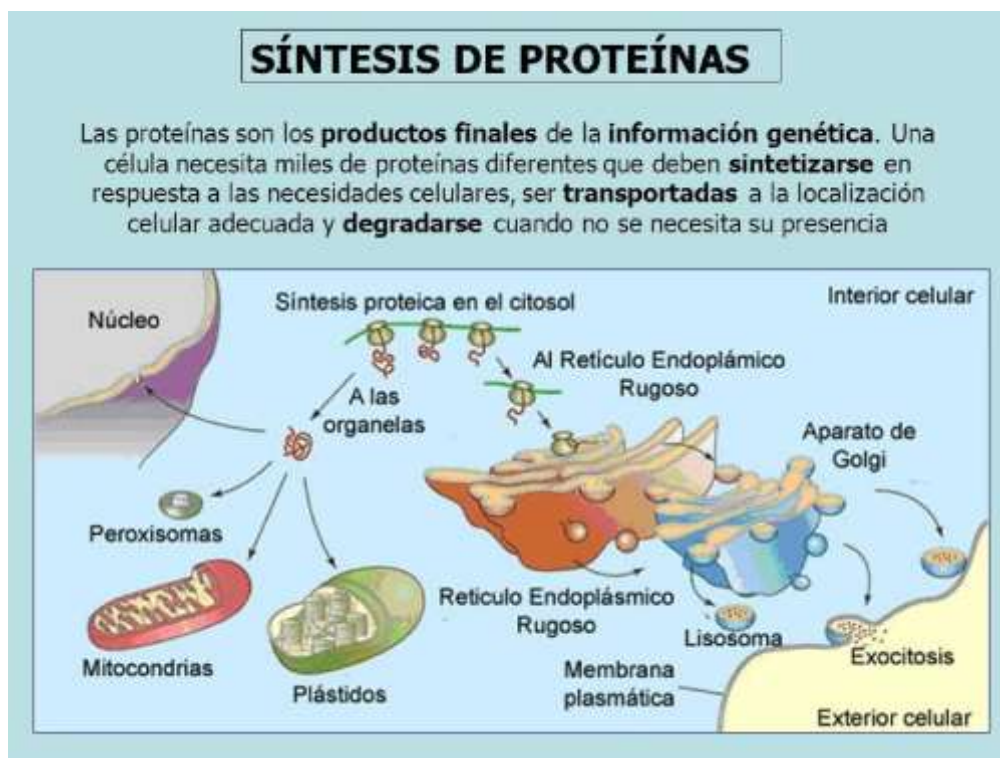 SÍNTESIS DE PROTEÍNAS
Las proteínas son los productos finales de la información genética. Una
célula necesita miles de proteínas diferentes que deben sintetizarse en
respuesta a las necesidades celulares, ser transportadas a la localización
celular adecuada y degradarse cuando no se necesita su presencia
Síntesis proteica en el citosol
Interior celular
Núcleo
Al Retículo Endoplámico
Rugoso
A las
organelas
Aparato de
Golgi
Peroxisomas
Reticulo Endoplásmico
Rugoso
Lisosoma
Exocitosis
Mitocondrias
Plástidos
Membrana
plasmática
Exterior celular